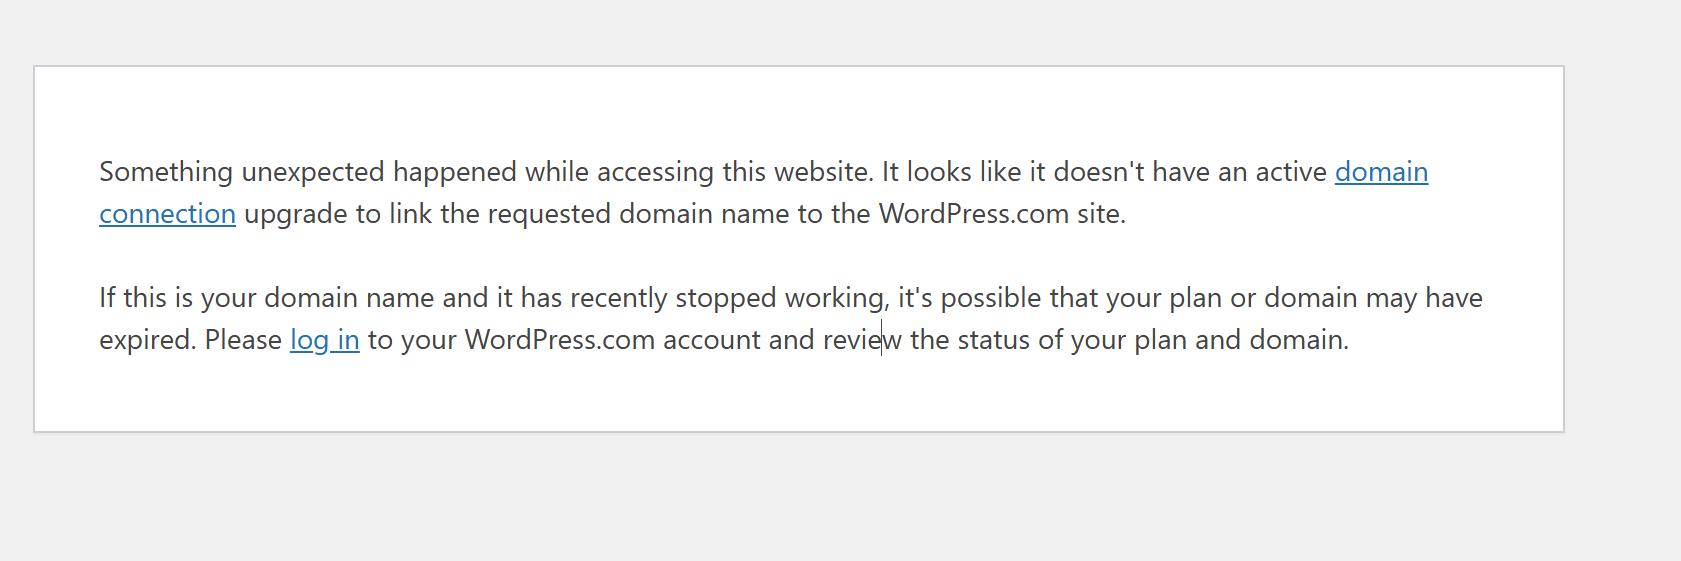 Something unexpected happened while accessing this website. It looks like it doesn't have an active domain
connection upgrade to link the requested domain name to the WordPress.com site.
If this is your domain name and it has recently stopped working, it's possible that your plan or domain may have
expired. Please log in to your WordPress.com account and review the status of your plan and domain.